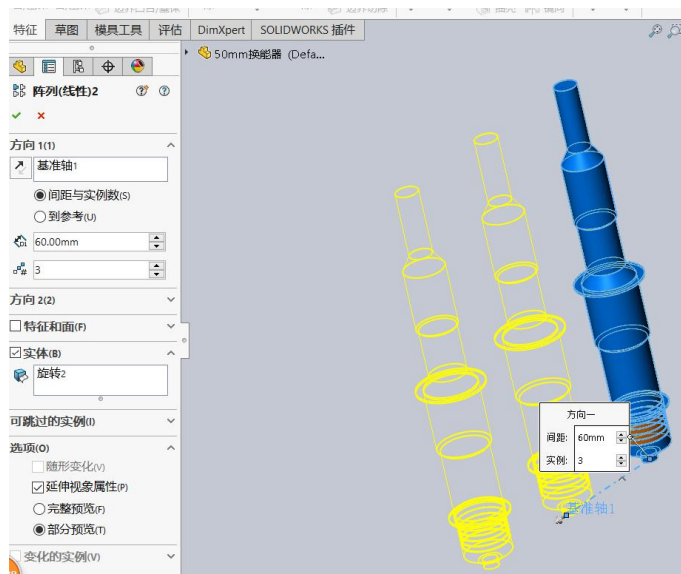 特征 草图 模具工具 评估 DimXpert SOLIDWORKS 插件
50mm换能器 (Defa...
阵列(线性)2
方向 1(1)
基准轴1
间距与实例数(S)
到参考(U)
60.00mm
3
方向 2(2)
特征和面(F)
实体(B)
旋转2
可跳过的实例(I)
选项(O)
随形变化(V)
延伸视象属性(P)
完整预览(F)
部分预览(T)
变化的实例(V)
方向一
间距: 60mm
实例: 3
基准轴1